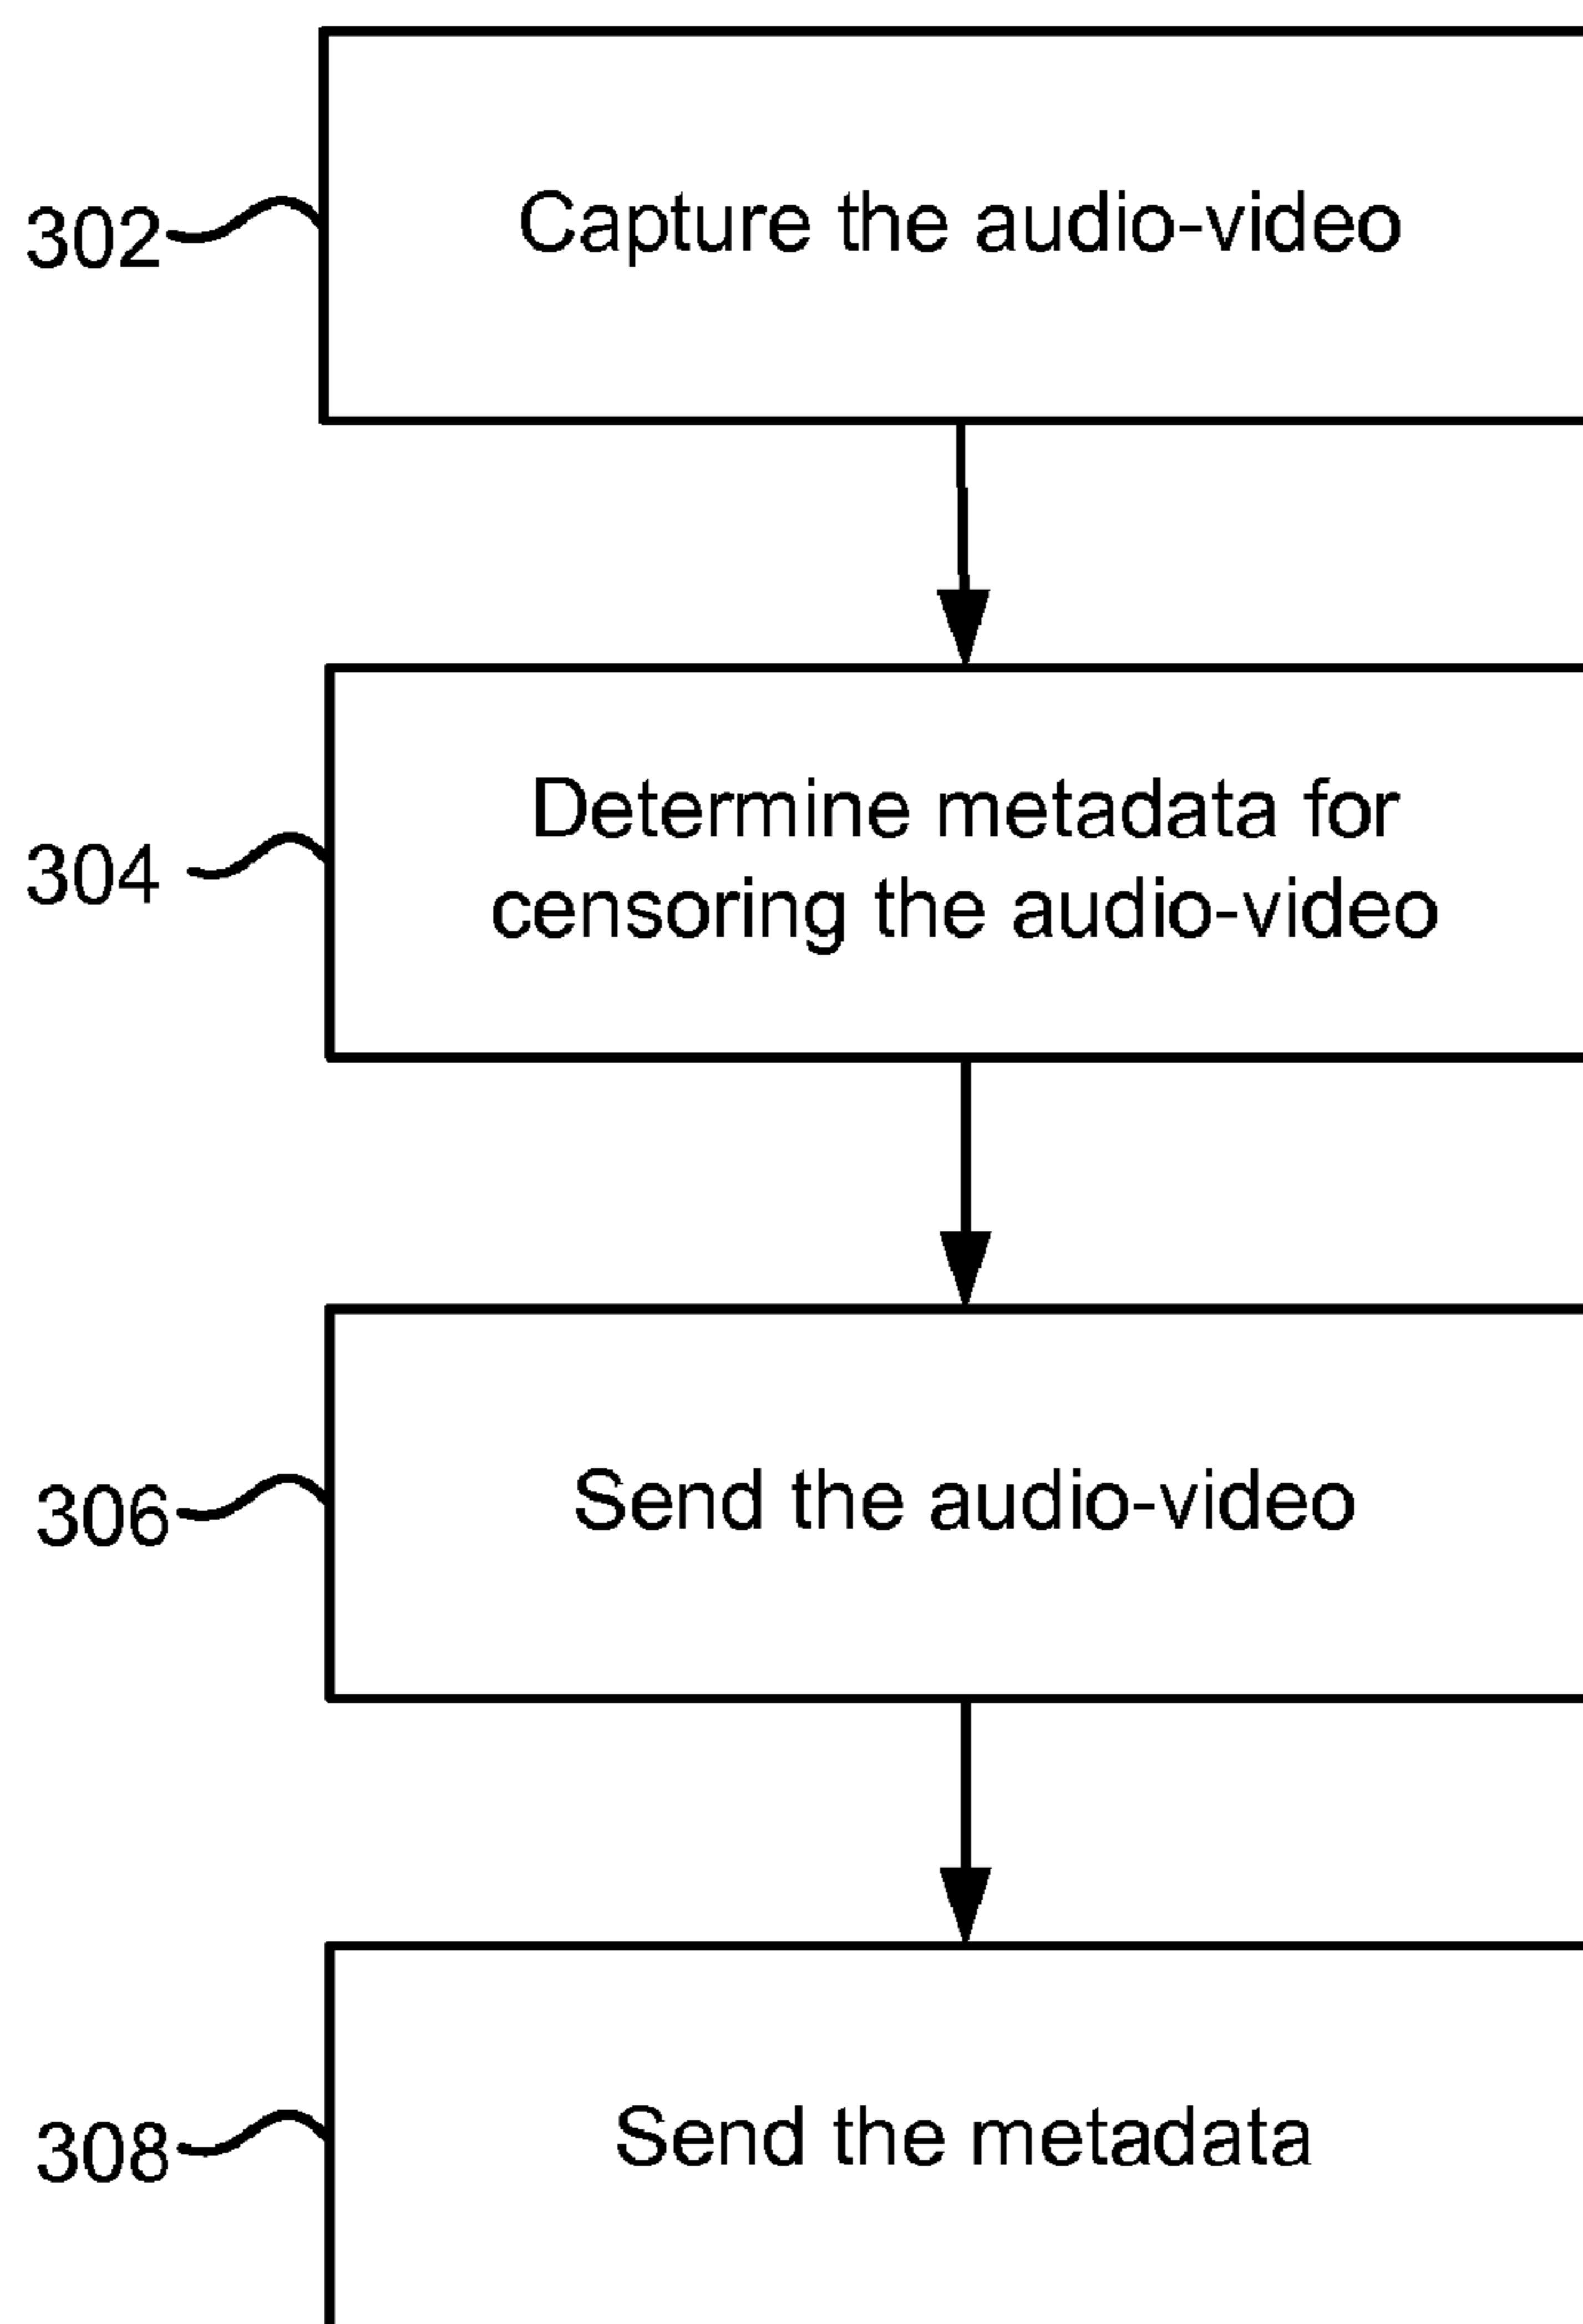 302
Capture the audio-video
304
Determine metadata for
censoring the audio-video
306
Send the audio-video
308
Send the metadata